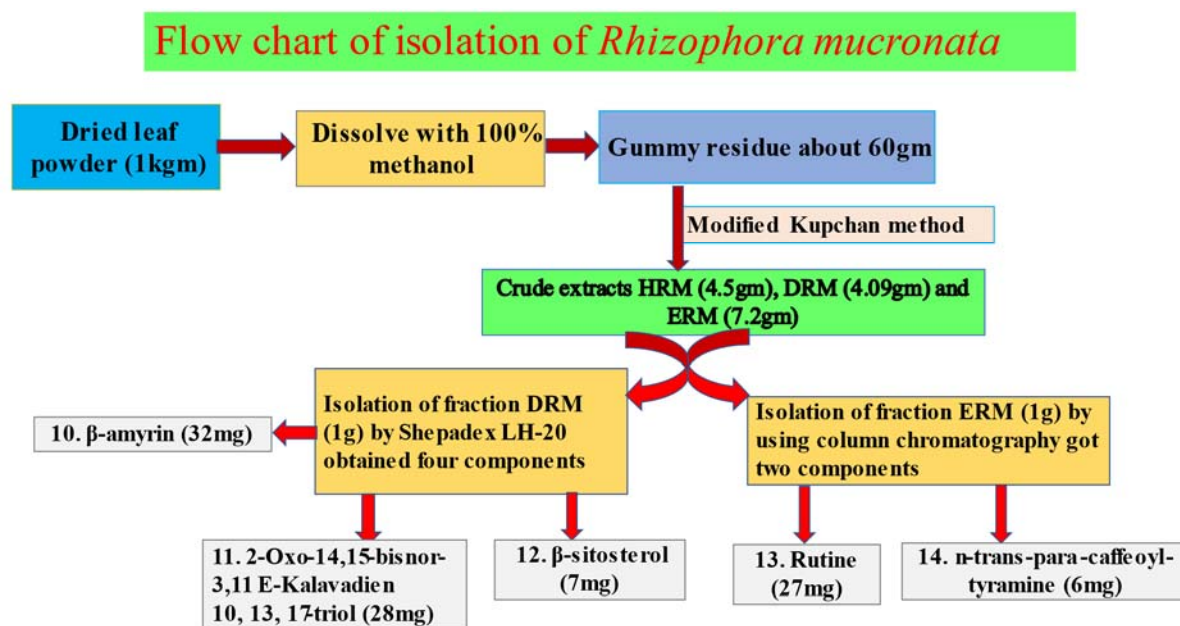 Flow chart of isolation of Rhizophora mucronata
Dried leaf
powder (1kgm)
Dissolve with 100%
methanol
Gummy residue about 60gm
Modified Kupchan method
Crude extracts HRM (4.5gm), DRM (4.09gm) and
ERM (7.2gm)
Isolation of fraction DRM
(1g) by Shepadex LH-20
obtained four components
Isolation of fraction ERM (1g) by
using column chromatography got
two components
10. β-amyrin (32mg)
11. 2-Oxo-14,15-bisnor-
3,11 E-Kalavadien
10, 13, 17-triol (28mg)
12. β-sitosterol
(7mg)
13. Rutine
(27mg)
14. n-trans-para-caffeoyl-
tyramine (6mg)